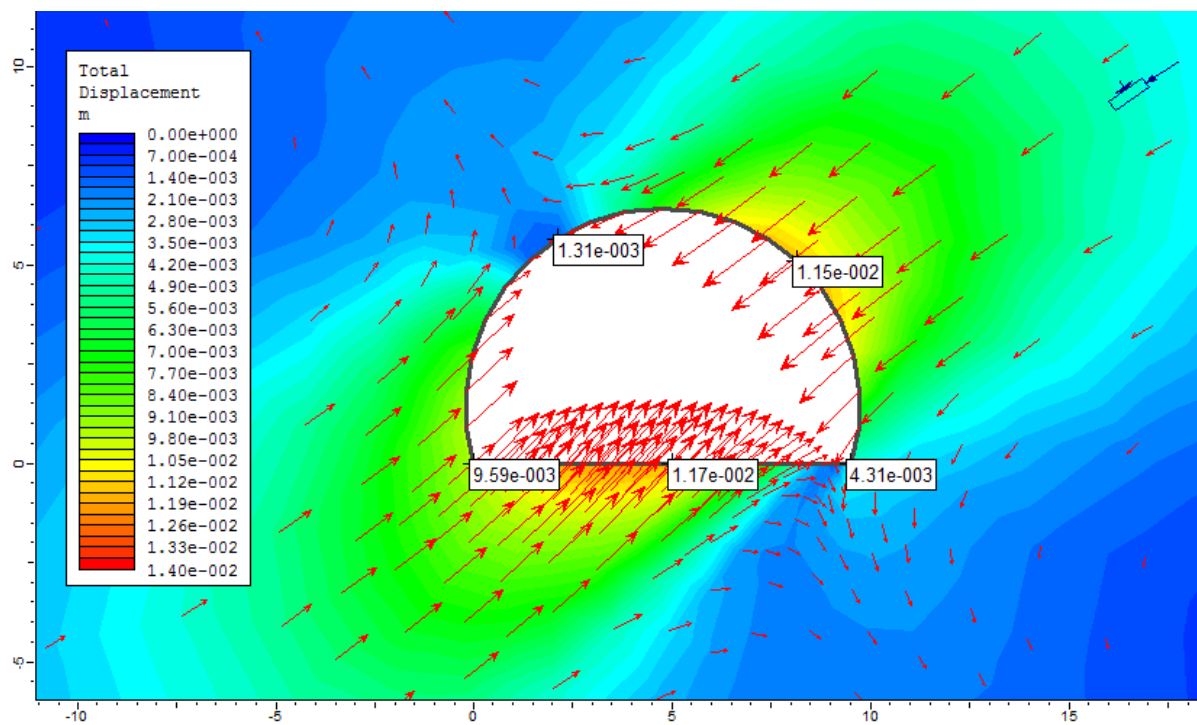 Total
Displacement
m
0.00e+000
7.00e-004
1.40e-003
2.10e-003
2.80e-003
3.50e-003
4.20e-003
4.90e-003
5.60e-003
6.30e-003
7.00e-003
7.70e-003
8.40e-003
9.10e-003
9.80e-003
1.05e-002
1.12e-002
1.19e-002
1.26e-002
1.33e-002
1.40e-002
10
5
0
-5
1.31e-003
1.15e-002
9.59e-003
1.17e-002
4.31e-003
-10
-5
0
5
10
15